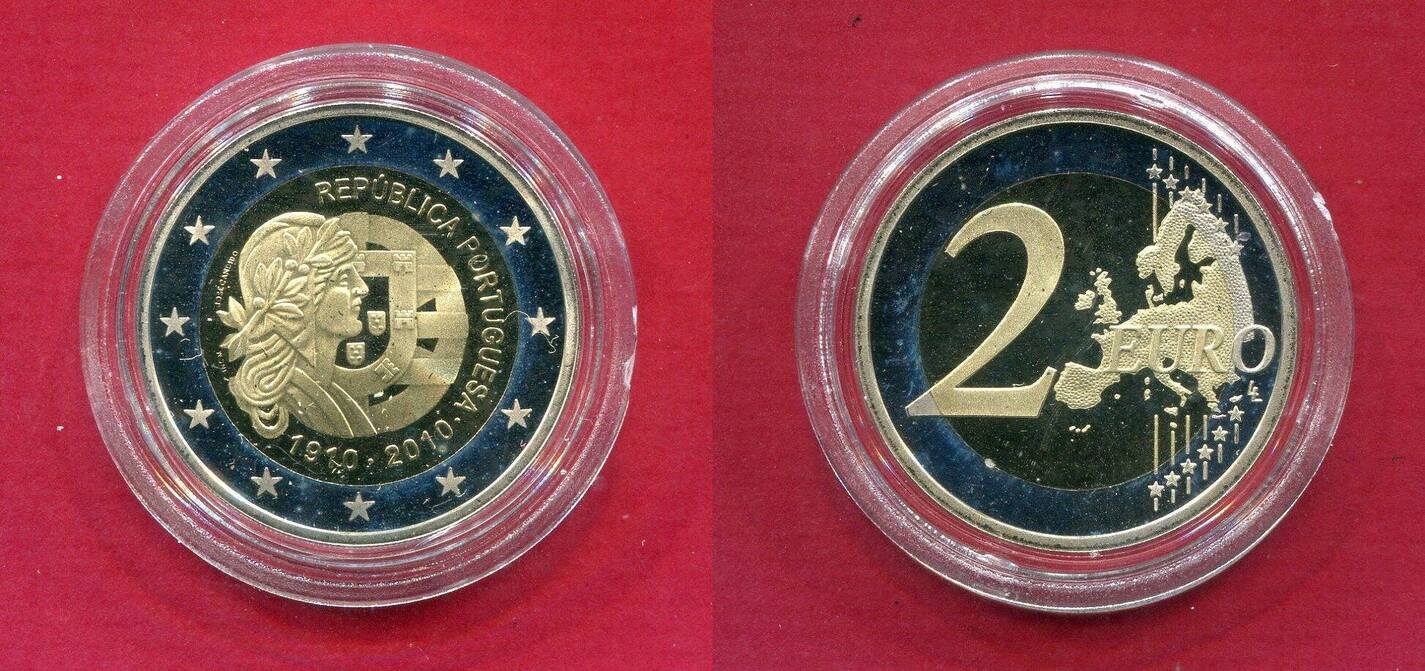 REPÚBLICA PORTUGUESA.
1910 . 2010.
2 EURO